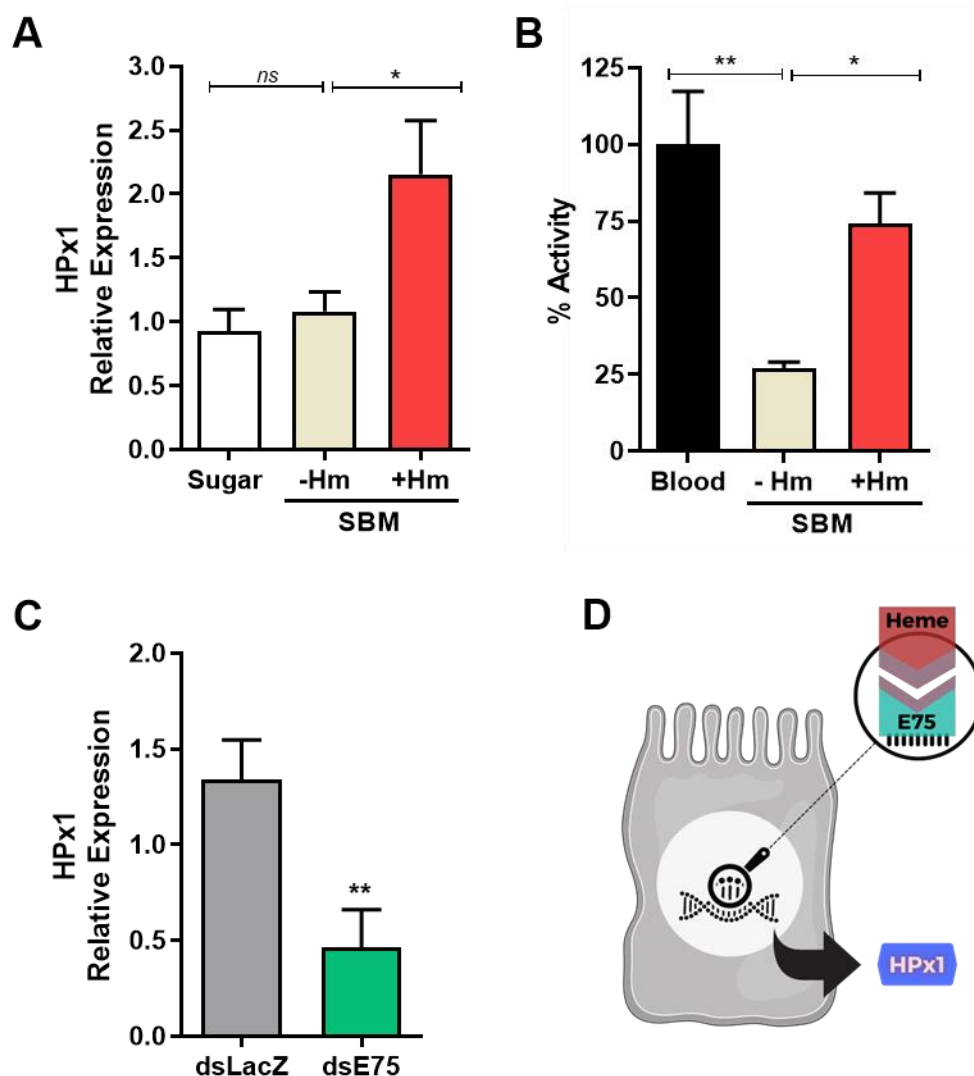 A
HPx1
Relative Expression
3.0
2.5
2.0
1.5
1.0
0.5
0.0
ns
*
Sugar
-Hm
+Hm
SBM
B
% Activity
125
100
75
50
25
0
**
*
Blood
- Hm
+Hm
SBM
C
HPx1
Relative Expression
2.0
1.5
1.0
0.5
0.0
**
dsLacZ
dsE75
D
Heme
E75
HPx1